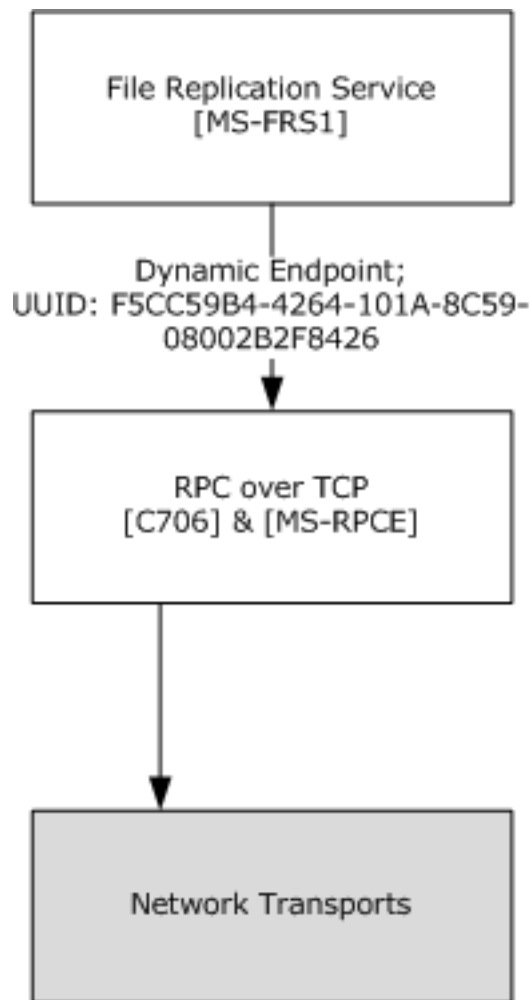 File Replication Service
[MS-FRS1]
Dynamic Endpoint;
UUID: F5CC59B4-4264-101A-8C59-
08002B2F8426
RPC over TCP
[C706] & [MS-RPCE]
Network Transports